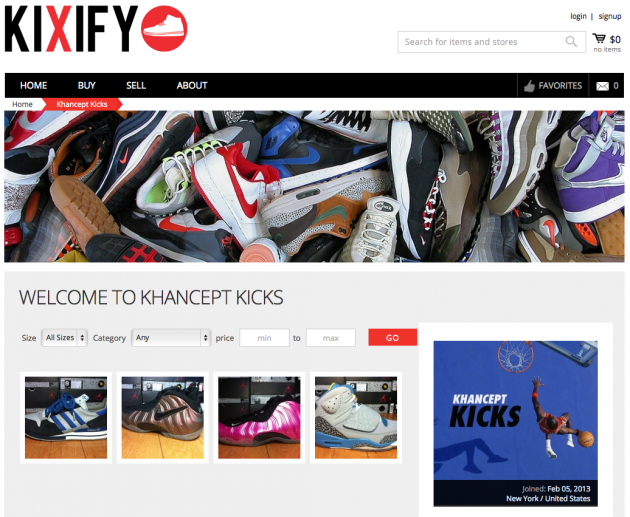 KIXIFY
login | signup
Search for items and stores
$0
no items
HOME BUY SELL ABOUT
FAVORITES 0
Home Khancept Kicks
WELCOME TO KHANCEPT KICKS
Size All Sizes Category Any price min to max GO
KHANCEPT
KICKS
Joined: Feb 05, 2013
New York / United States